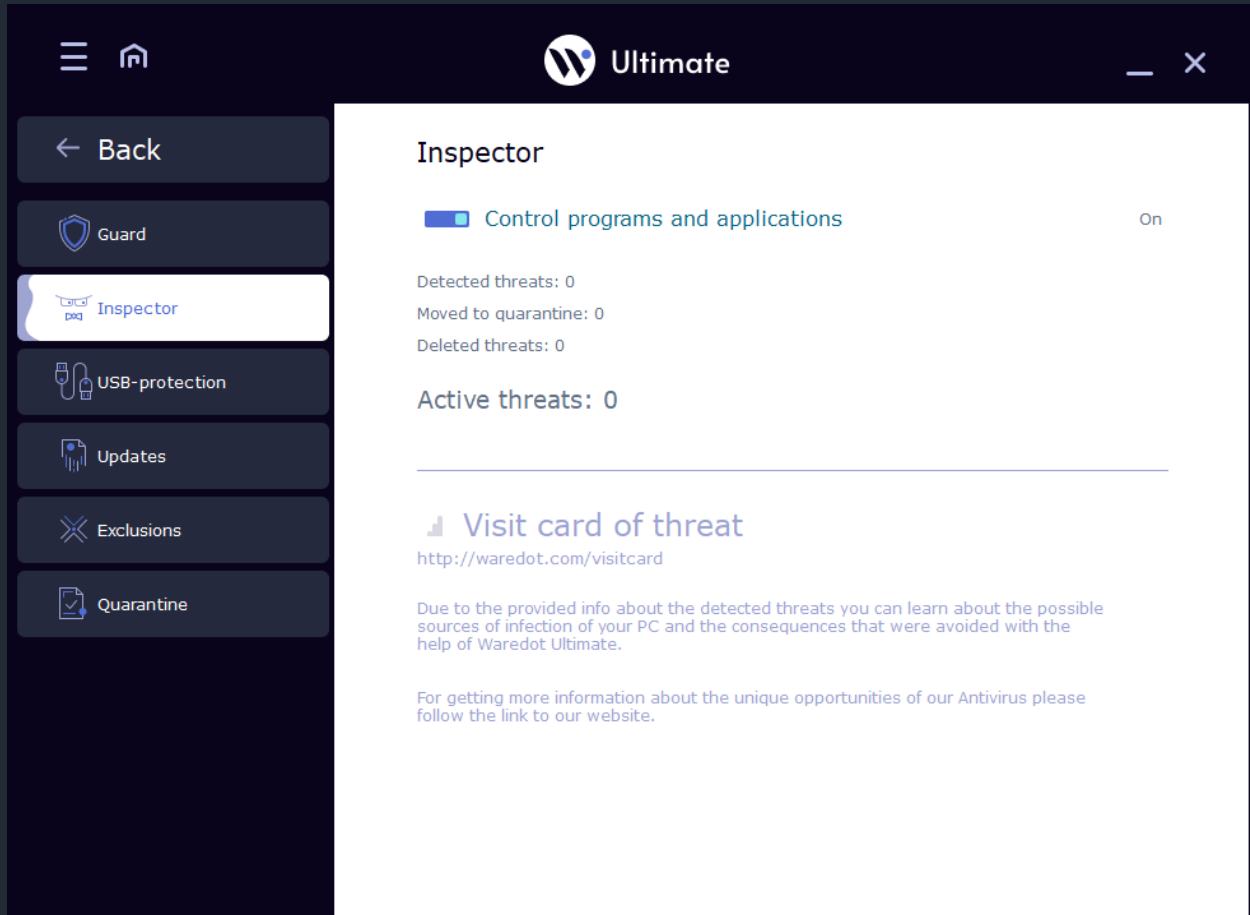 Ultimate
Back
Guard
Inspector
USB-protection
Updates
Exclusions
Quarantine
Inspector
Control programs and applications On
Detected threats: 0
Moved to quarantine: 0
Deleted threats: 0
Active threats: 0
Visit card of threat
http://waredot.com/visitcard
Due to the provided info about the detected threats you can learn about the possible
sources of infection of your PC and the consequences that were avoided with the
help of Waredot Ultimate.
For getting more information about the unique opportunities of our Antivirus please
follow the link to our website.